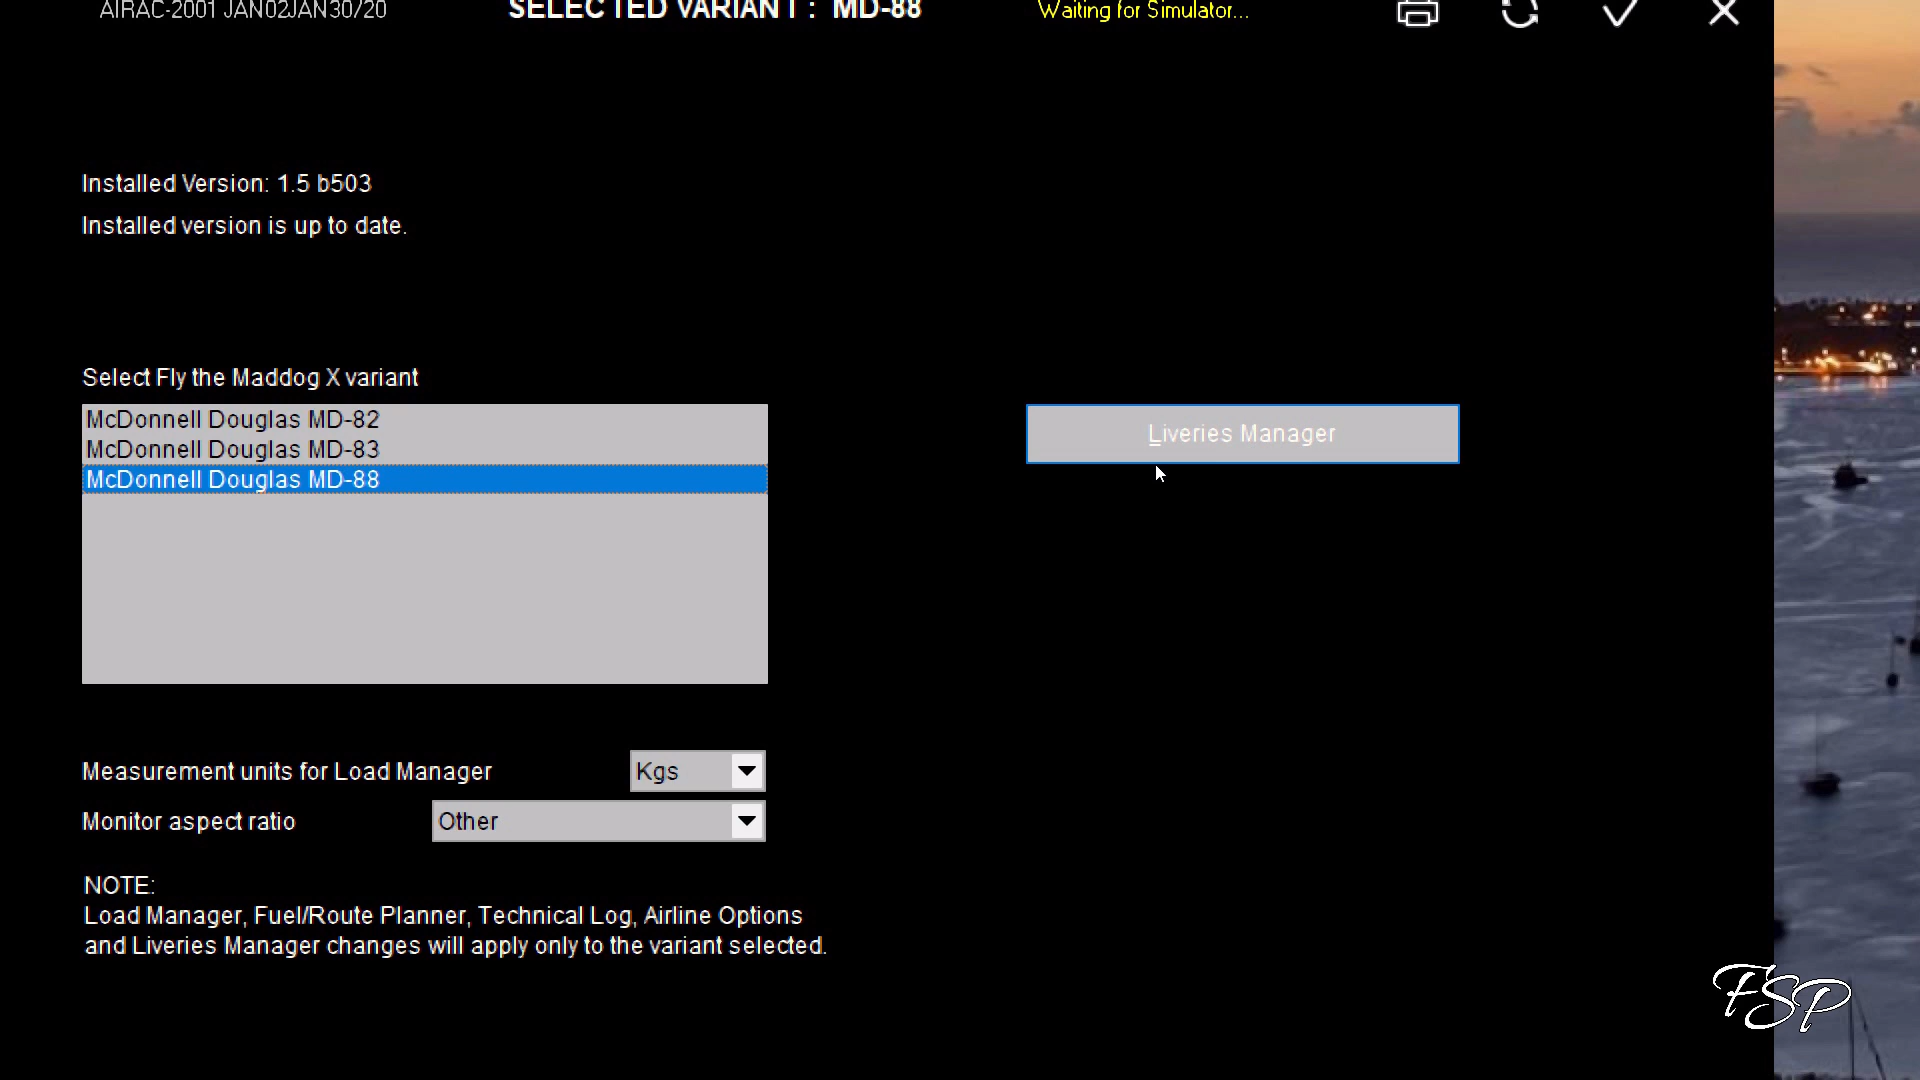 AIRAC-2001 JAN02JAN30/20
SELECTED VARIANT: MD-88
Waiting for Simulator...
Installed Version: 1.5 b503
Installed version is up to date.
Select Fly the Maddog X variant
McDonnell Douglas MD-82
McDonnell Douglas MD-83
McDonnell Douglas MD-88
Liveries Manager
Measurement units for Load Manager
Kgs
Monitor aspect ratio
Other
NOTE:
Load Manager, Fuel/Route Planner, Technical Log, Airline Options
and Liveries Manager changes will apply only to the variant selected.
FSP